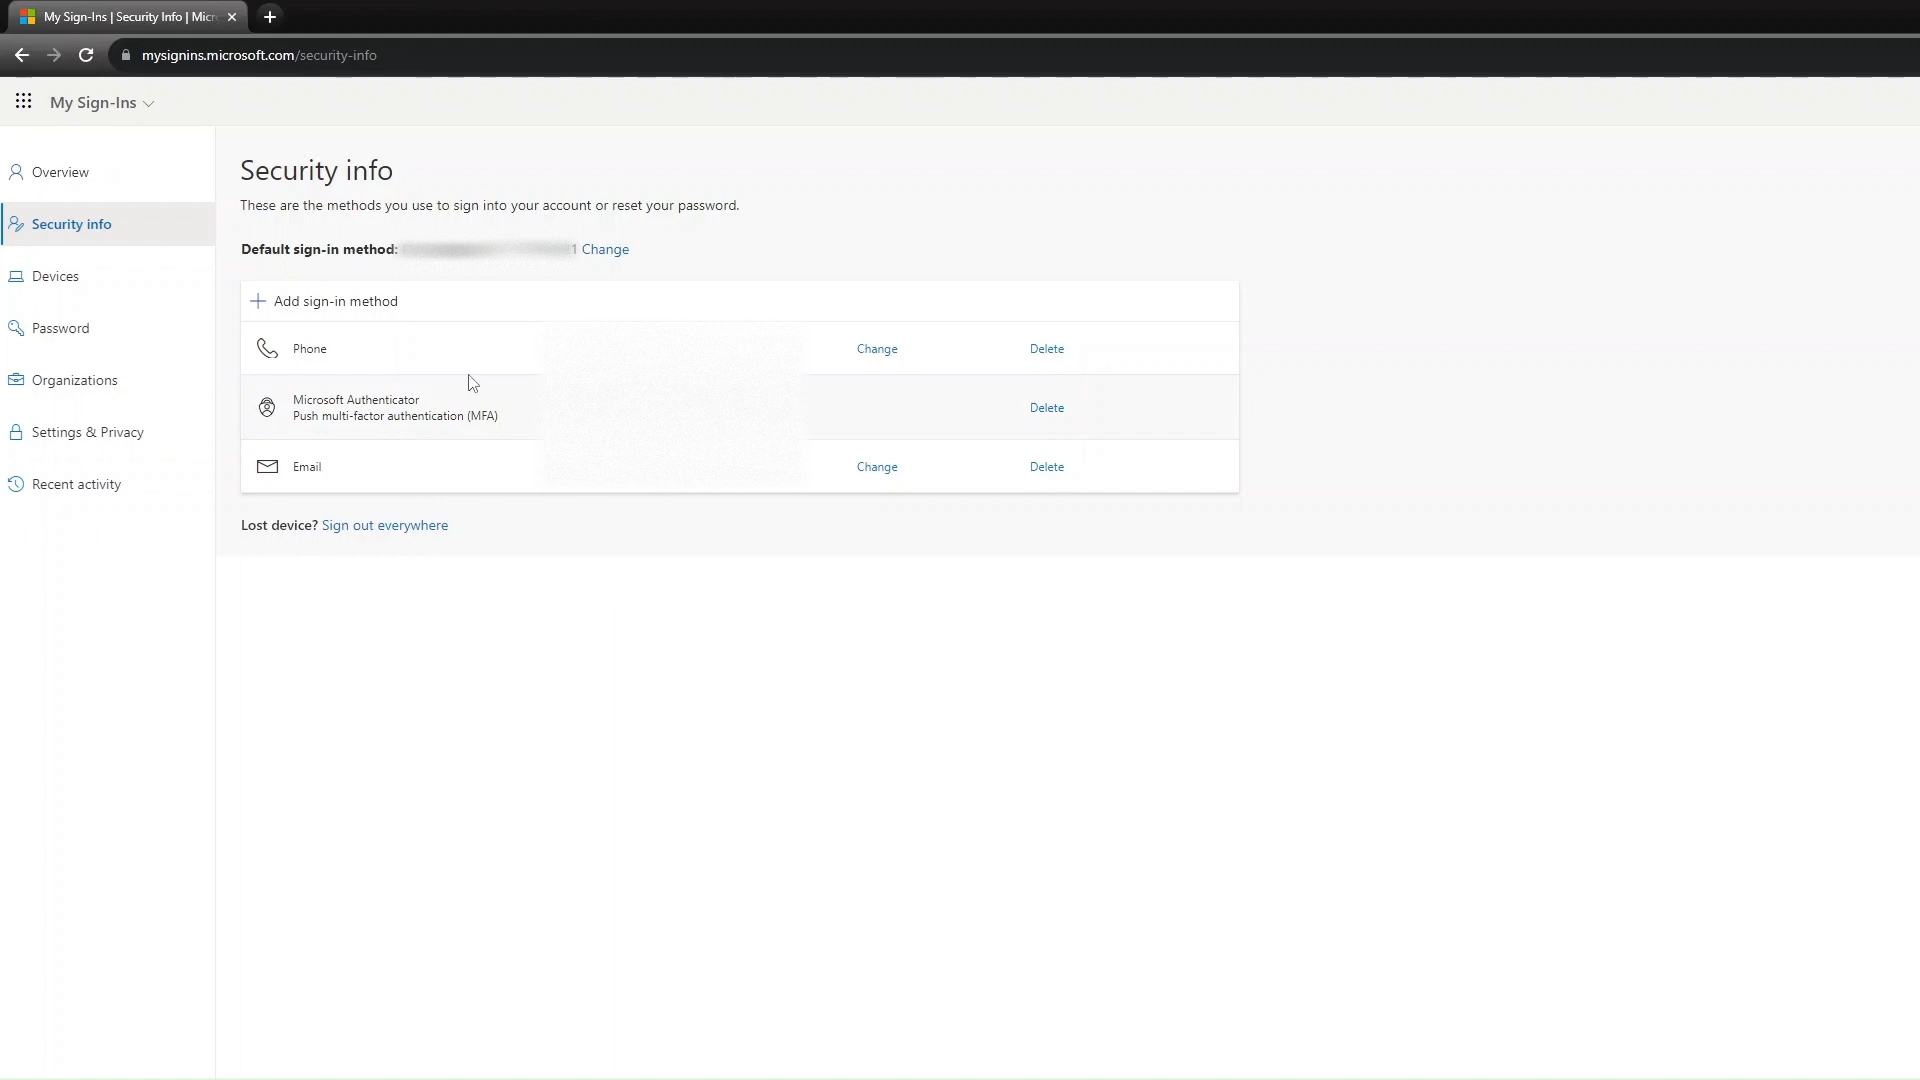 My Sign-Ins | Security Info | Micr
mysignins.microsoft.com/security-info
My Sign-Ins
Overview
Security info
Devices
Password
Organizations
Settings & Privacy
Recent activity
Security info
These are the methods you use to sign into your account or reset your password.
Default sign-in method: 1 Change
Add sign-in method
Phone Change Delete
Microsoft Authenticator
Push multi-factor authentication (MFA) Delete
Email Change Delete
Lost device? Sign out everywhere